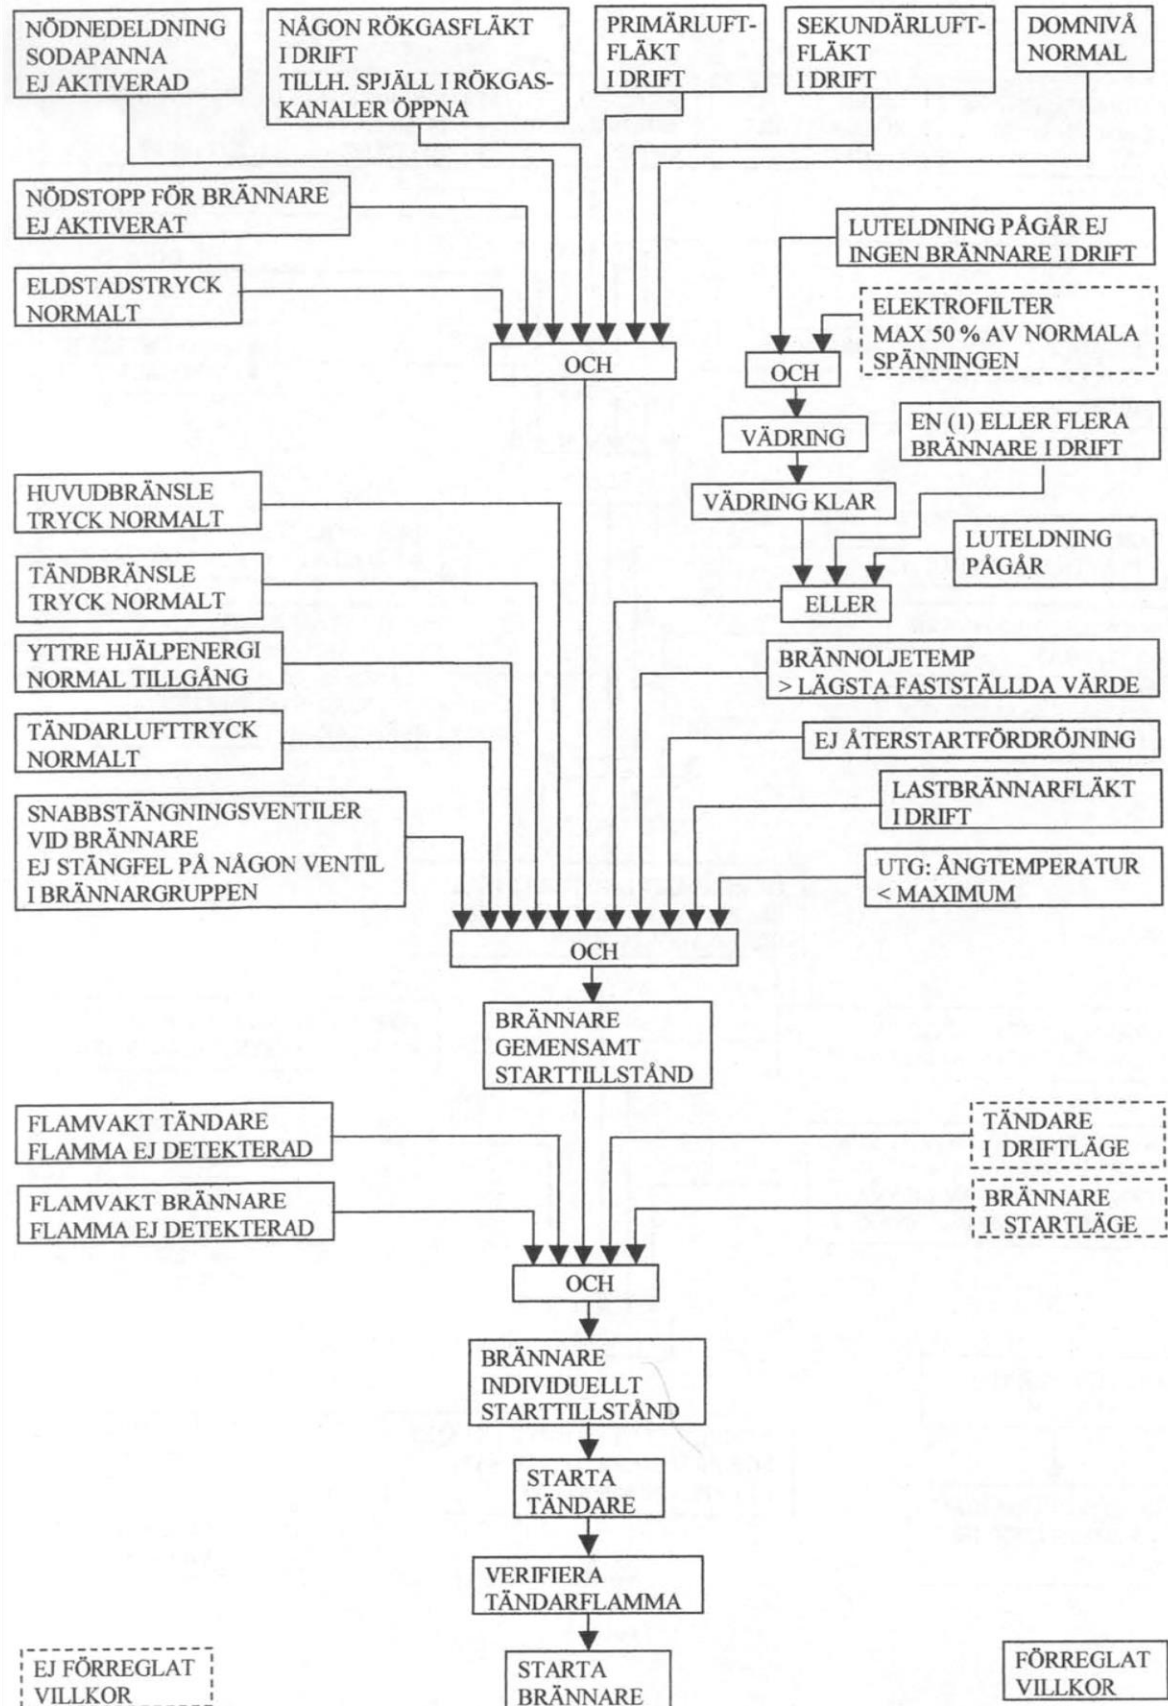 NÖDNEDELDNING
SODAPANNA
EJ AKTIVERAD
NÅGON RÖKGASFLÄKT
I DRIFT
TILLH. SPJÄLL I RÖKGAS-
KANALER ÖPPNA
PRIMÄRLUFT-
FLÄKT
I DRIFT
SEKUNDÄRLUFT-
FLÄKT
I DRIFT
DOMNIVÅ
NORMAL
NÖDSTOPP FÖR BRÄNNARE
EJ AKTIVERAT
LUTELDNING PÅGÅR EJ
INGEN BRÄNNARE I DRIFT
ELDSTADSTRYCK
NORMALT
ELEKTROFILTER
MAX 50 % AV NORMALA
SPÄNNINGEN
OCH
OCH
VÄDRING
EN (1) ELLER FLERA
BRÄNNARE I DRIFT
VÄDRING KLAR
HUVUDBRÄNSLE
TRYCK NORMALT
LUTELDNING
PÅGÅR
TÄNDBRÄNSLE
TRYCK NORMALT
ELLER
YTTRE HJÄLPENERGI
NORMAL TILLGÅNG
BRÄNNOLJETEMP
> LÄGSTA FASTSTÄLLDA VÄRDE
TÄNDARLUFTTRYCK
NORMALT
EJ ÅTERSTARTFÖRDRÖJNING
LASTBRÄNNARFLÄKT
I DRIFT
SNABBSTÄNGNINGSVENTILER
VID BRÄNNARE
EJ STÄNGFEL PÅ NÅGON VENTIL
I BRÄNNARGRUPPEN
UTG: ÅNGTEMPERATUR
< MAXIMUM
OCH
BRÄNNARE
GEMENSAMT
STARTTILLSTÅND
FLAMVAKT TÄNDARE
FLAMMA EJ DETEKTERAD
TÄNDARE
I DRIFTLÄGE
FLAMVAKT BRÄNNARE
FLAMMA EJ DETEKTERAD
BRÄNNARE
I STARTLÄGE
OCH
BRÄNNARE
INDIVIDUELLT
STARTTILLSTÅND
STARTA
TÄNDARE
VERIFIERA
TÄNDARFLAMMA
EJ FÖRREGLAT
VILLKOR
STARTA
BRÄNNARE
FÖRREGLAT
VILLKOR